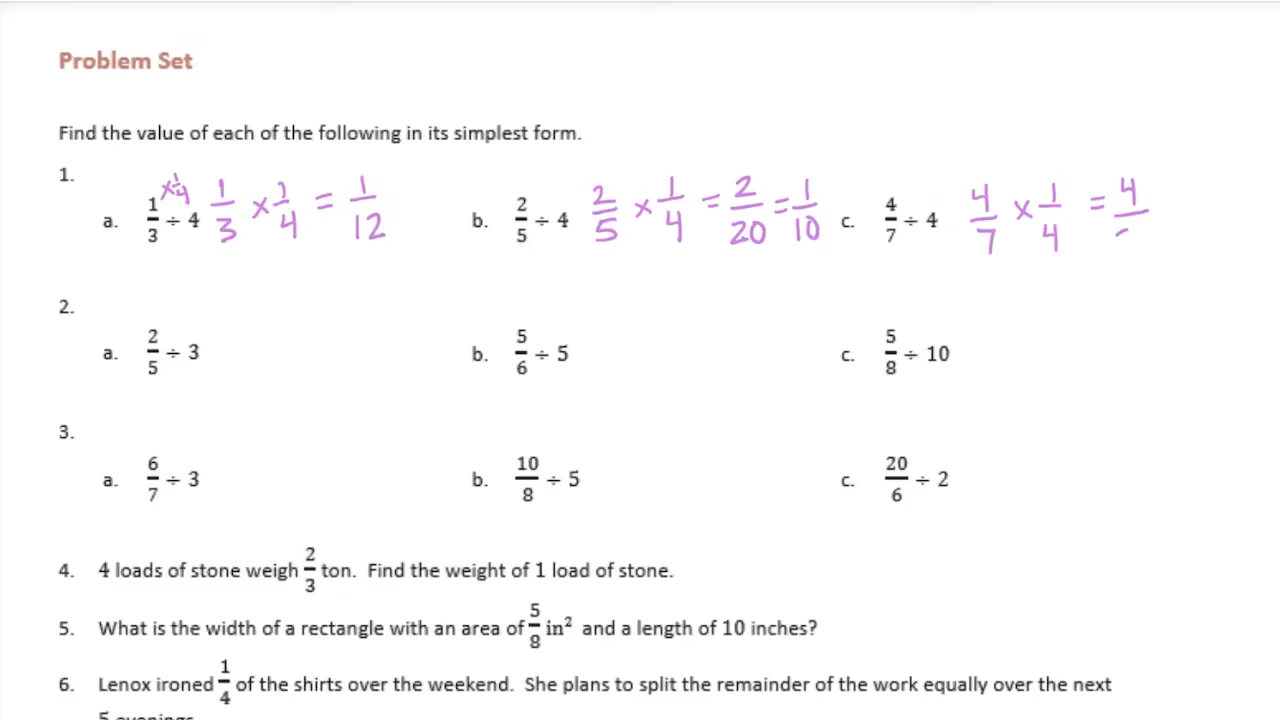 Problem Set
Find the value of each of the following in its simplest form.
1.
a. 1/3 ÷ 4 × 1/4 1/3 × 1/4 = 1/12 b. 2/5 ÷ 4 2/5 × 1/4 = 2/20 = 1/10 c. 4/7 ÷ 4 4/7 × 1/4 = 4/
2.
a. 2/5 ÷ 3 b. 5/6 ÷ 5 c. 5/8 ÷ 10
3.
a. 6/7 ÷ 3 b. 10/8 ÷ 5 c. 20/6 ÷ 2
4. 4 loads of stone weigh 2/3 ton. Find the weight of 1 load of stone.
5. What is the width of a rectangle with an area of 5/8 in² and a length of 10 inches?
6. Lenox ironed 1/4 of the shirts over the weekend. She plans to split the remainder of the work equally over the next
5 evenings